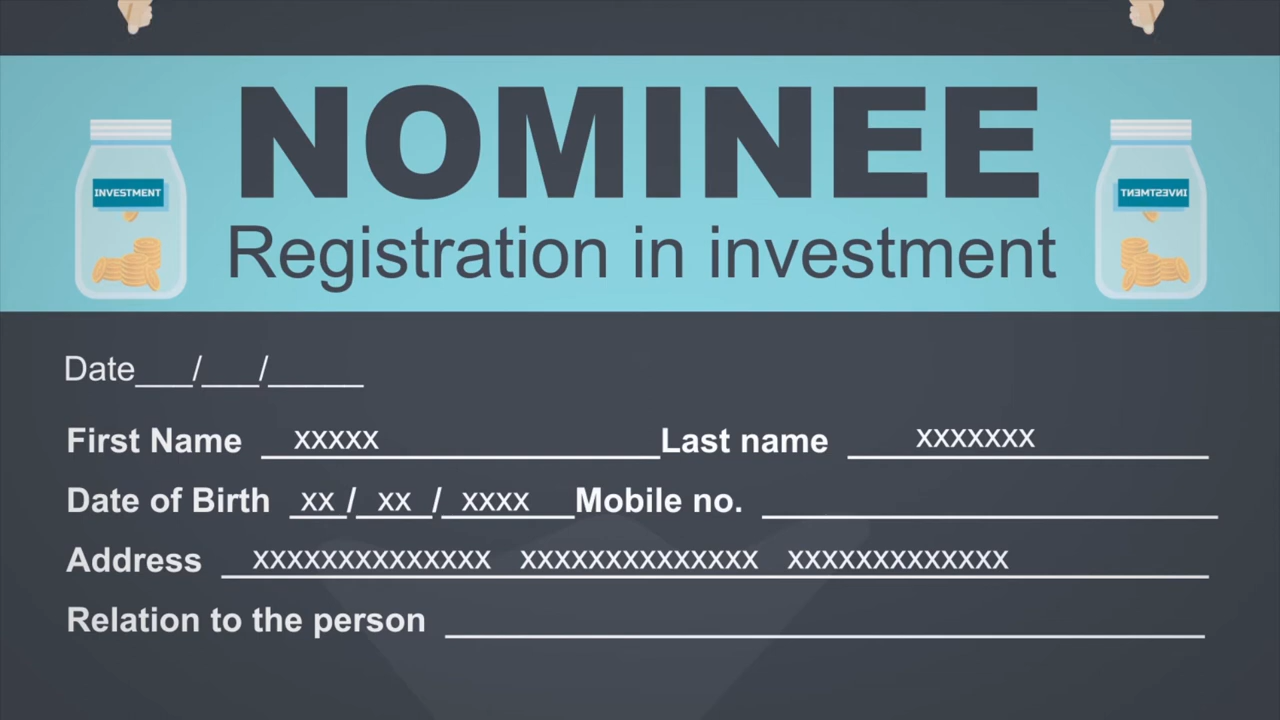 NOMINEE
Registration in investment
INVESTMENT
INVESTMENT
Date___/___/_____
First Name xxxxx Last name xxxxxxx
Date of Birth xx / xx / xxxx Mobile no.
Address xxxxxxxxxxxxxx xxxxxxxxxxxxxx xxxxxxxxxxxxx
Relation to the person